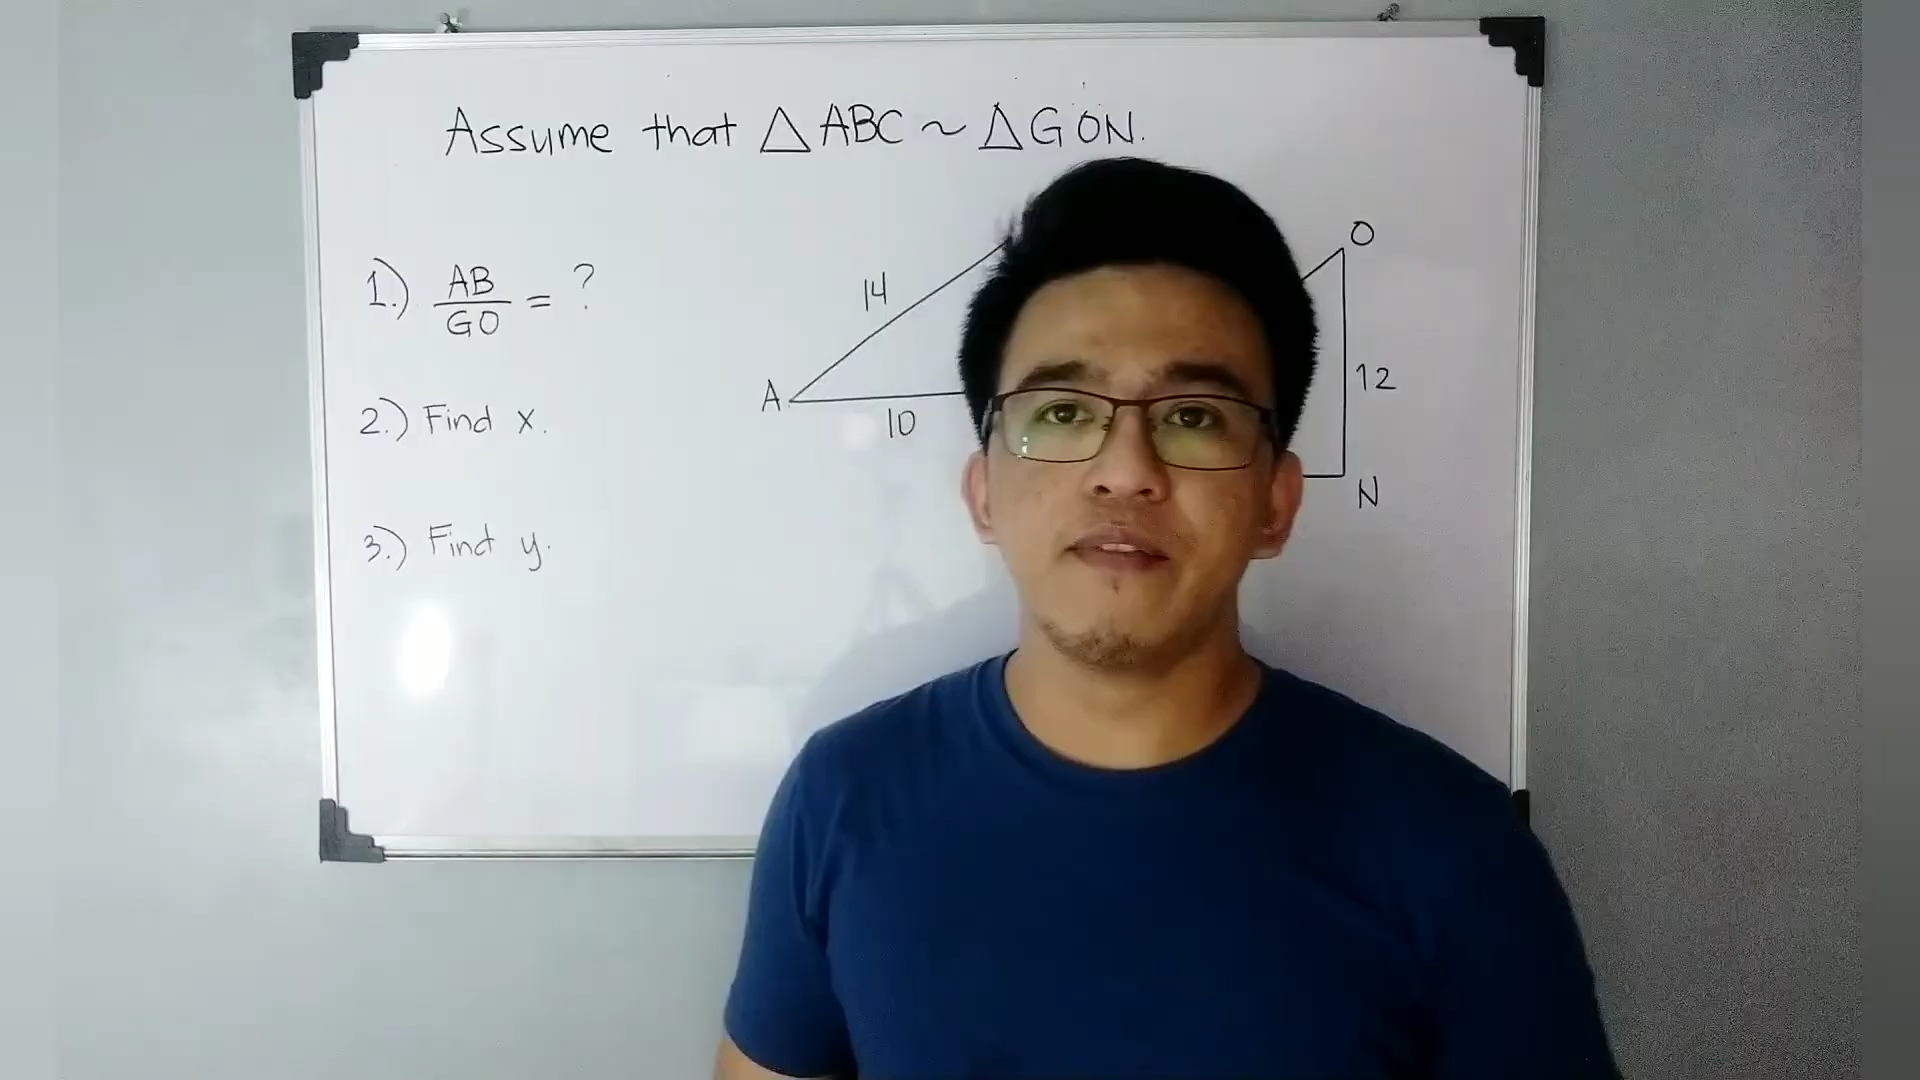 Assume that △ABC ~ △GON.
1.) AB/GO = ?
2.) Find x.
3.) Find y.
14
A
10
O
12
N